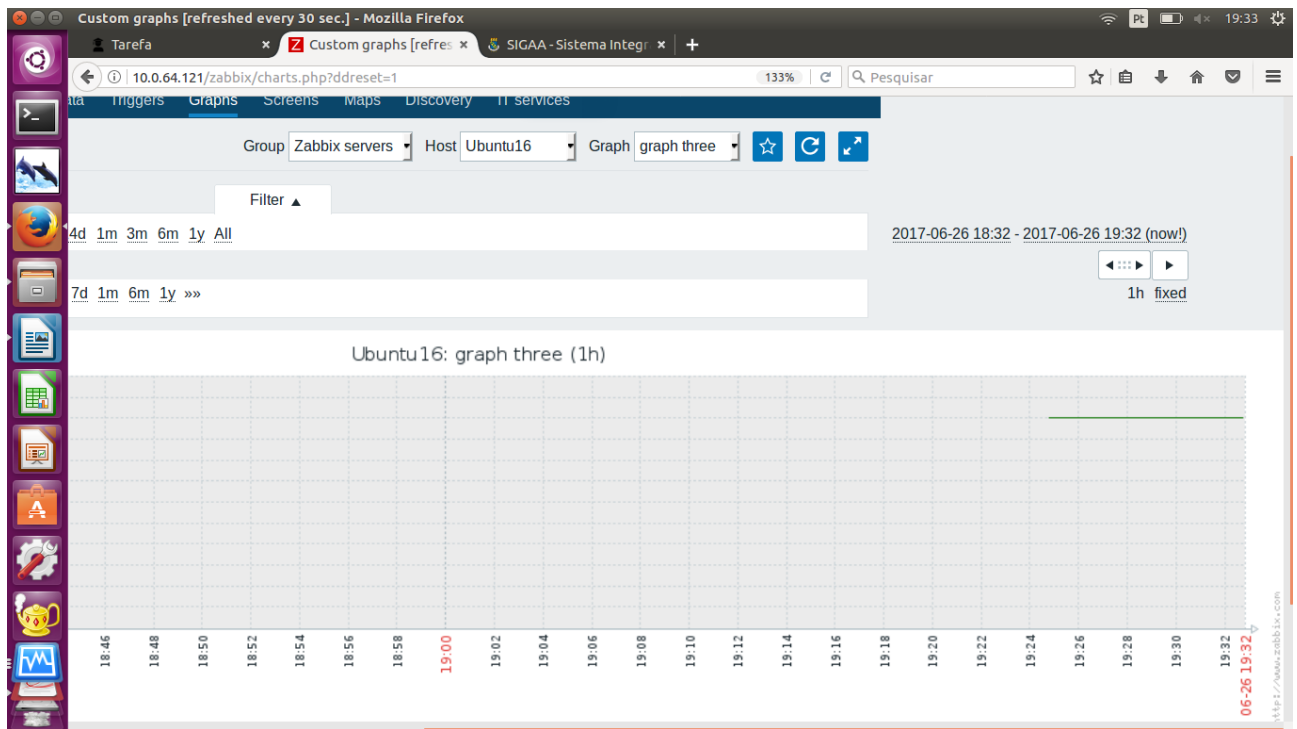 Custom graphs [refreshed every 30 sec.] - Mozilla Firefox
Pt
19:33
Tarefa
Custom graphs [refres
SIGAA - Sistema Integr
10.0.64.121/zabbix/charts.php?ddreset=1
133%
Pesquisar
ata Triggers Graphs Screens Maps Discovery IT services
Group Zabbix servers Host Ubuntu16 Graph graph three
Filter ▲
4d 1m 3m 6m 1y All
2017-06-26 18:32 - 2017-06-26 19:32 (now!)
7d 1m 6m 1y »»
1h fixed
Ubuntu16: graph three (1h)
18:46 18:48 18:50 18:52 18:54 18:56 18:58 19:00 19:02 19:04 19:06 19:08 19:10 19:12 19:14 19:16 19:18 19:20 19:22 19:24 19:26 19:28 19:30 19:32
06-26 19:32
http://www.zabbix.com